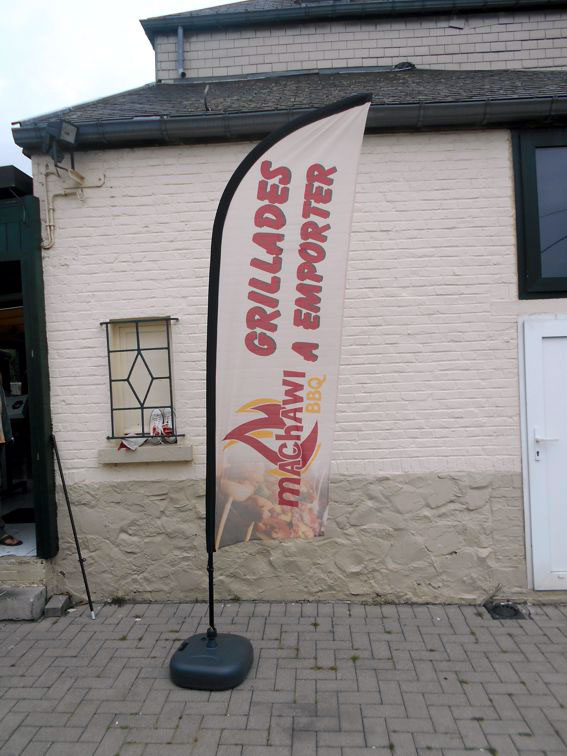 GRILLADES
A EMPORTER
mAChAWI
BBQ